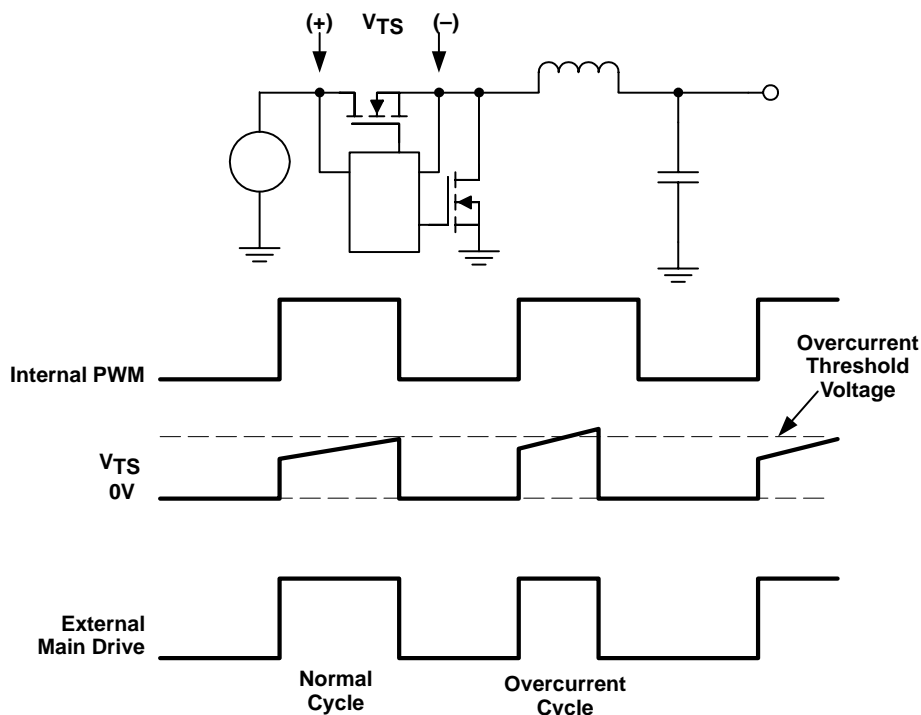 (+) VTS (–)
Internal PWM
Overcurrent
Threshold
Voltage
VTS
0V
External
Main Drive
Normal
Cycle
Overcurrent
Cycle